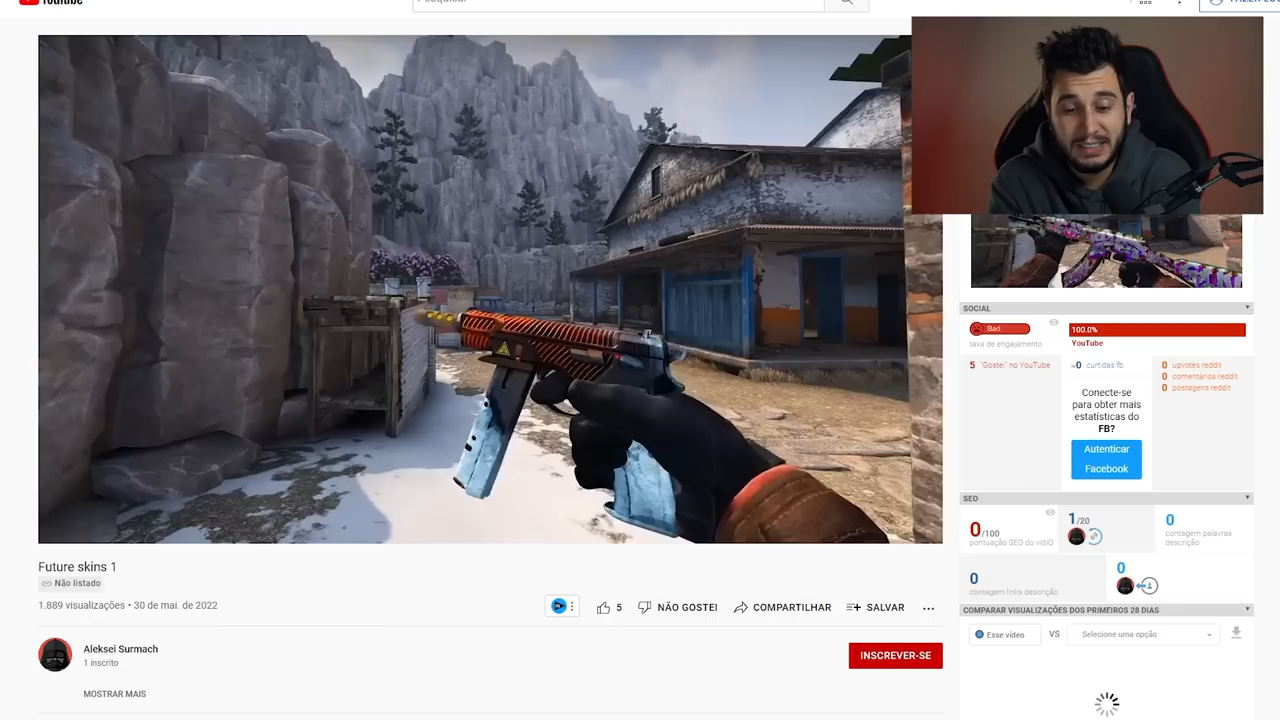 YouTube
Pesquisar
Future skins 1
Não listado
1.889 visualizações • 30 de mai. de 2022
5
NÃO GOSTEI
COMPARTILHAR
SALVAR
Aleksei Surmach
1 inscrito
INSCREVER-SE
MOSTRAR MAIS
SOCIAL
Bad
100.0%
taxa de engajamento
YouTube
5 "Gostei" no YouTube
≈0 curtidas fb
0 upvotes reddit
0 comentários reddit
0 postagens reddit
Conecte-se
para obter mais
estatísticas do
FB?
Autenticar
Facebook
SEO
0/100
pontuação SEO do vídIO
1/20
0
contagem palavras
descrição
0
contagem links descrição
0
COMPARAR VISUALIZAÇÕES DOS PRIMEIROS 28 DIAS
Esse vídeo
VS
Selecione uma opção